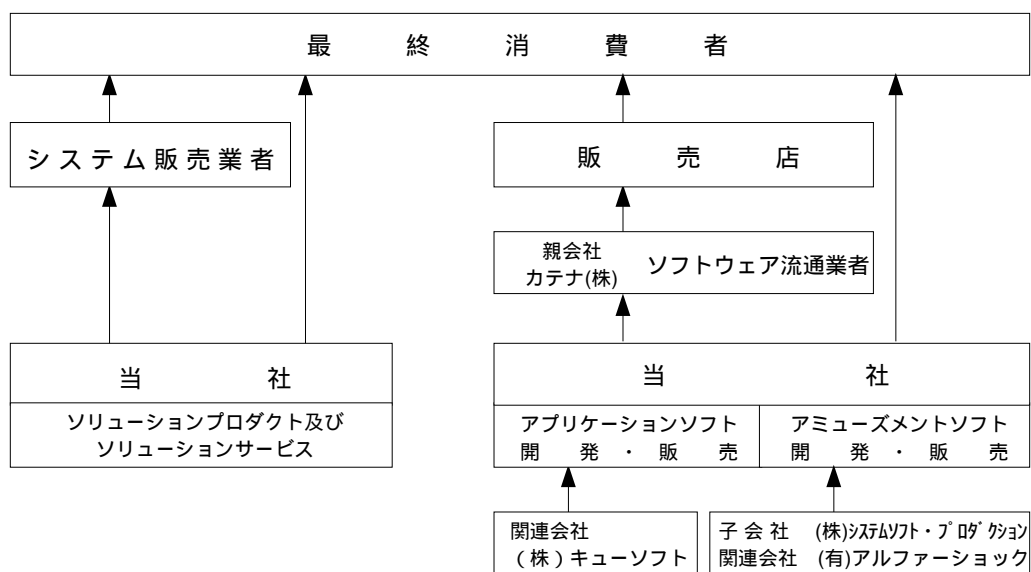 最終消費者
システム販売業者
販売店
親会社
カテナ(株)
ソフトウェア流通業者
当社
ソリューションプロダクト及び
ソリューションサービス
当社
アプリケーションソフト
開発・販売
アミューズメントソフト
開発・販売
関連会社
(株)キューソフト
子会社 (株)ｼｽﾃﾑｿﾌﾄ・ﾌﾟﾛﾀﾞｸｼｮﾝ
関連会社 (有)アルファーショック